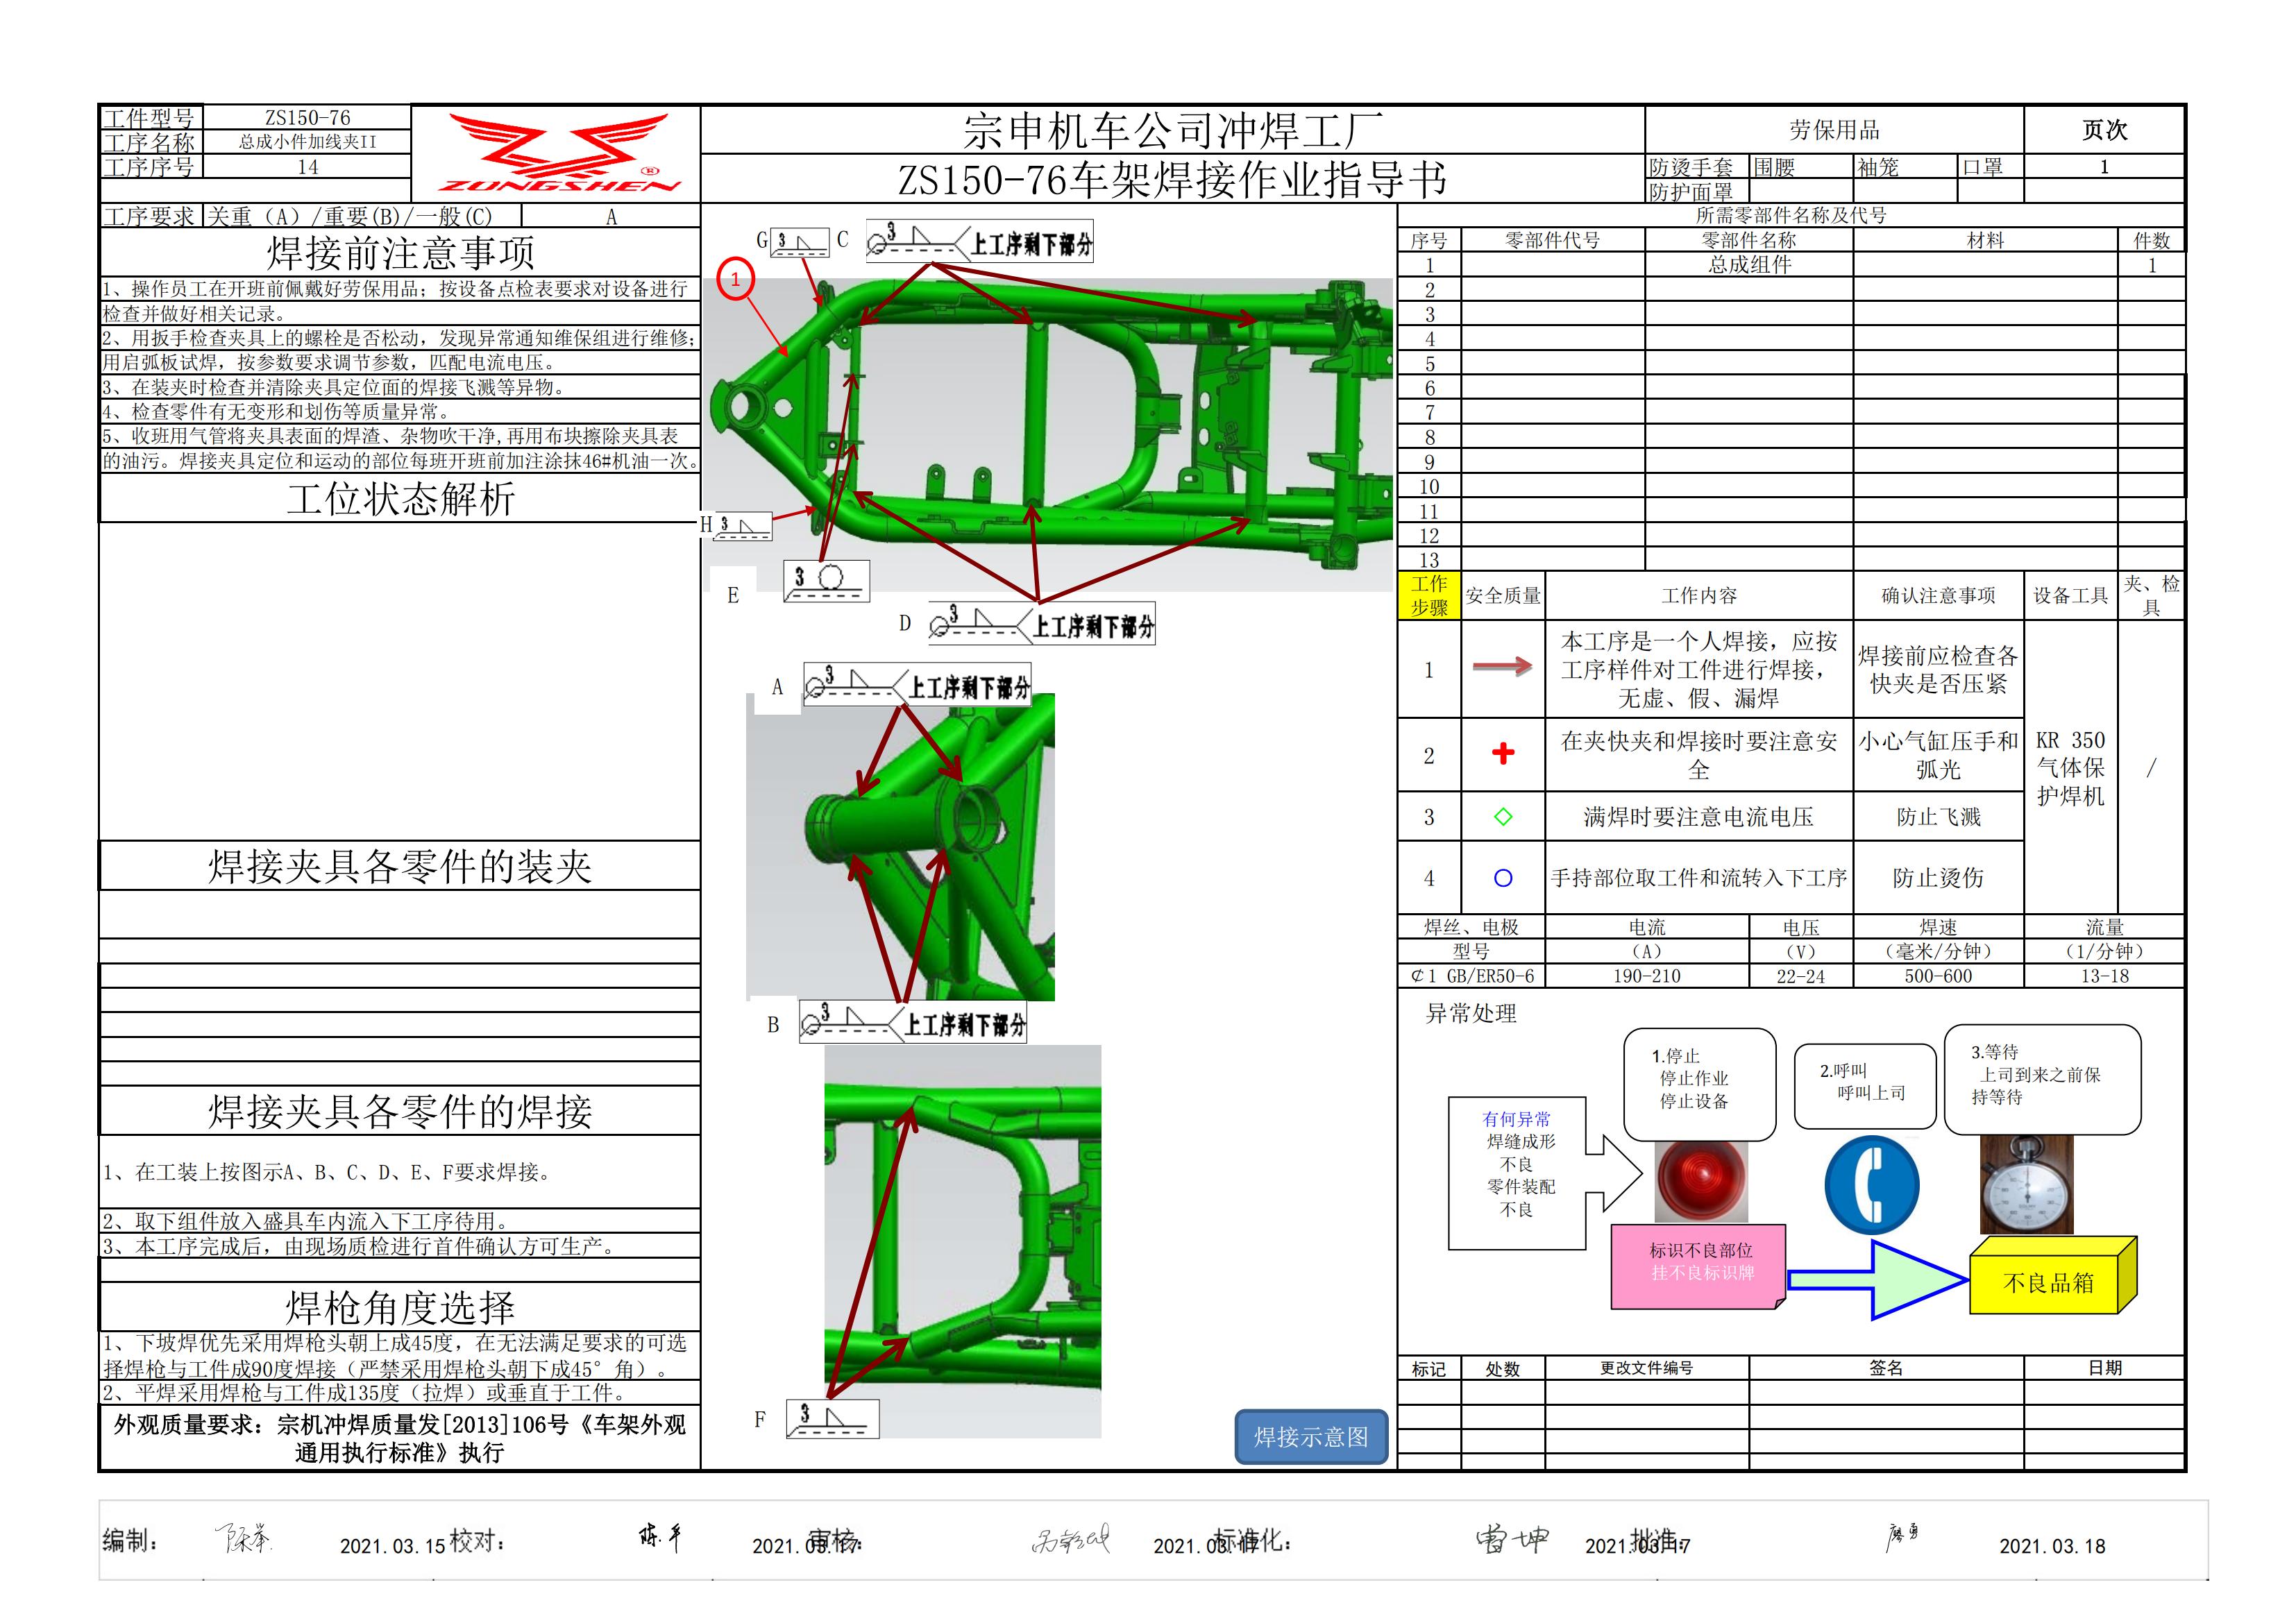 工件型号 ZS150-76
工序名称 总成小件加线夹II
工序序号 14
ZONGSHEN ®
宗申机车公司冲焊工厂
ZS150-76车架焊接作业指导书
劳保用品 页次
防烫手套 围腰 袖笼 口罩 1
防护面罩
工序要求 关重（A）/重要(B)/一般(C) A
焊接前注意事项
1、操作员工在开班前佩戴好劳保用品；按设备点检表要求对设备进行
检查并做好相关记录。
2、用扳手检查夹具上的螺栓是否松动，发现异常通知维保组进行维修；
用启弧板试焊，按参数要求调节参数，匹配电流电压。
3、在装夹时检查并清除夹具定位面的焊接飞溅等异物。
4、检查零件有无变形和划伤等质量异常。
5、收班用气管将夹具表面的焊渣、杂物吹干净,再用布块擦除夹具表
的油污。焊接夹具定位和运动的部位每班开班前加注涂抹46#机油一次。
工位状态解析
焊接夹具各零件的装夹
焊接夹具各零件的焊接
1、在工装上按图示A、B、C、D、E、F要求焊接。
2、取下组件放入盛具车内流入下工序待用。
3、本工序完成后，由现场质检进行首件确认方可生产。
焊枪角度选择
1、下坡焊优先采用焊枪头朝上成45度，在无法满足要求的可选
择焊枪与工件成90度焊接（严禁采用焊枪头朝下成45°角）。
2、平焊采用焊枪与工件成135度（拉焊）或垂直于工件。
外观质量要求：宗机冲焊质量发[2013]106号《车架外观
通用执行标准》执行
G 3 C 3 上工序剩下部分
1
H 3
E 3
D 3 上工序剩下部分
A 3 上工序剩下部分
B 3 上工序剩下部分
F 3
焊接示意图
所需零部件名称及代号
序号 零部件代号 零部件名称 材料 件数
1 总成组件 1
2
3
4
5
6
7
8
9
10
11
12
13
工作步骤 安全质量 工作内容 确认注意事项 设备工具 夹、检具
1 本工序是一个人焊接，应按
工序样件对工件进行焊接，
无虚、假、漏焊
焊接前应检查各
快夹是否压紧
2 在夹快夹和焊接时要注意安
全
小心气缸压手和
弧光
KR 350
气体保
护焊机
/
3 满焊时要注意电流电压 防止飞溅
4 手持部位取工件和流转入下工序 防止烫伤
焊丝、电极 电流 电压 焊速 流量
型号 （A） （V） （毫米/分钟） （1/分钟）
￠1 GB/ER50-6 190-210 22-24 500-600 13-18
异常处理
有何异常
焊缝成形
不良
零件装配
不良
1.停止
停止作业
停止设备
2.呼叫
呼叫上司
3.等待
上司到来之前保
持等待
标识不良部位
挂不良标识牌
不良品箱
标记 处数 更改文件编号 签名 日期
编制： 2021.03.15 校对： 2021.03.17 审核： 2021.03.17 标准化： 2021.03.17 批准： 2021.03.18